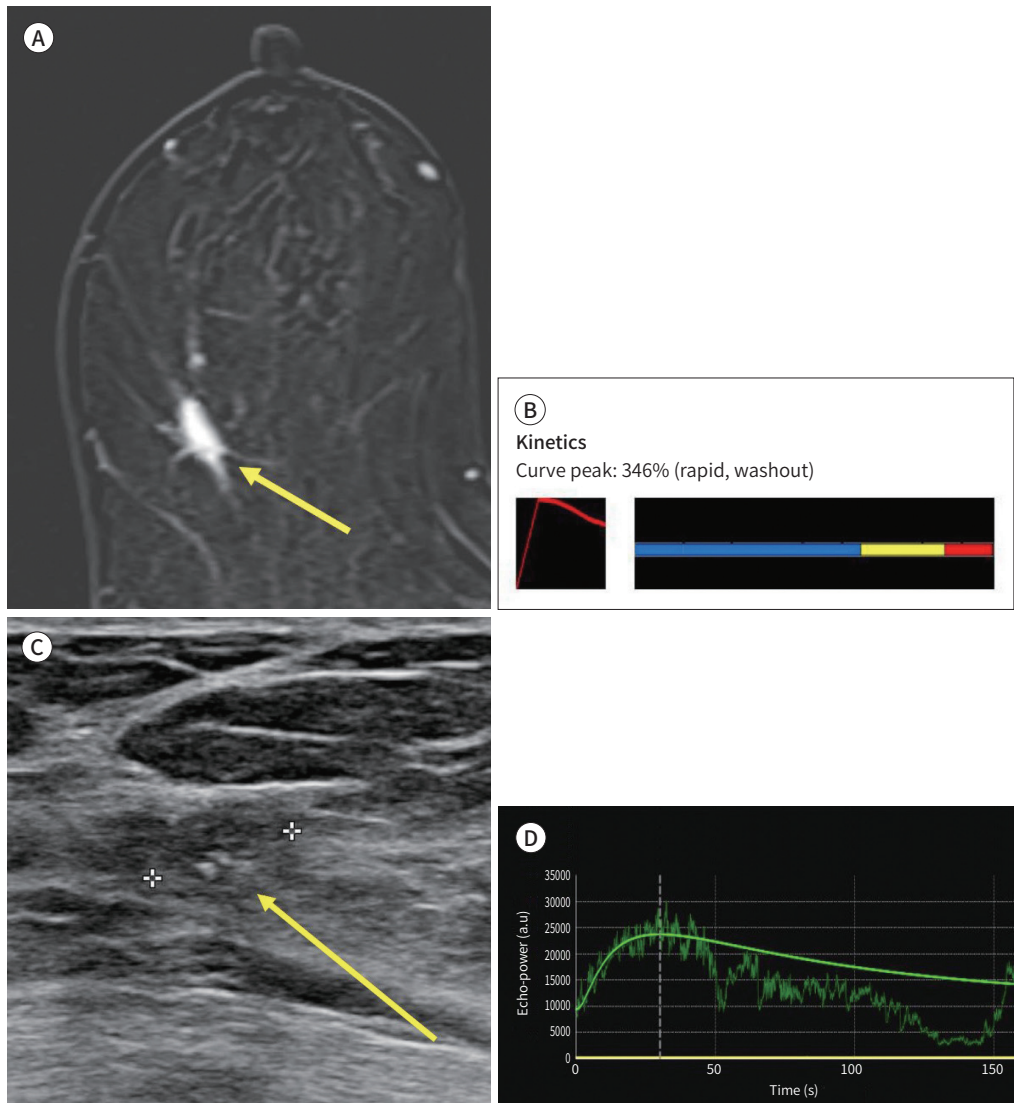 A
B
Kinetics
Curve peak: 346% (rapid, washout)
C
D
35000
30000
25000
20000
15000
10000
5000
0
Echo-power (a.u)
0 50 100 150
Time (s)